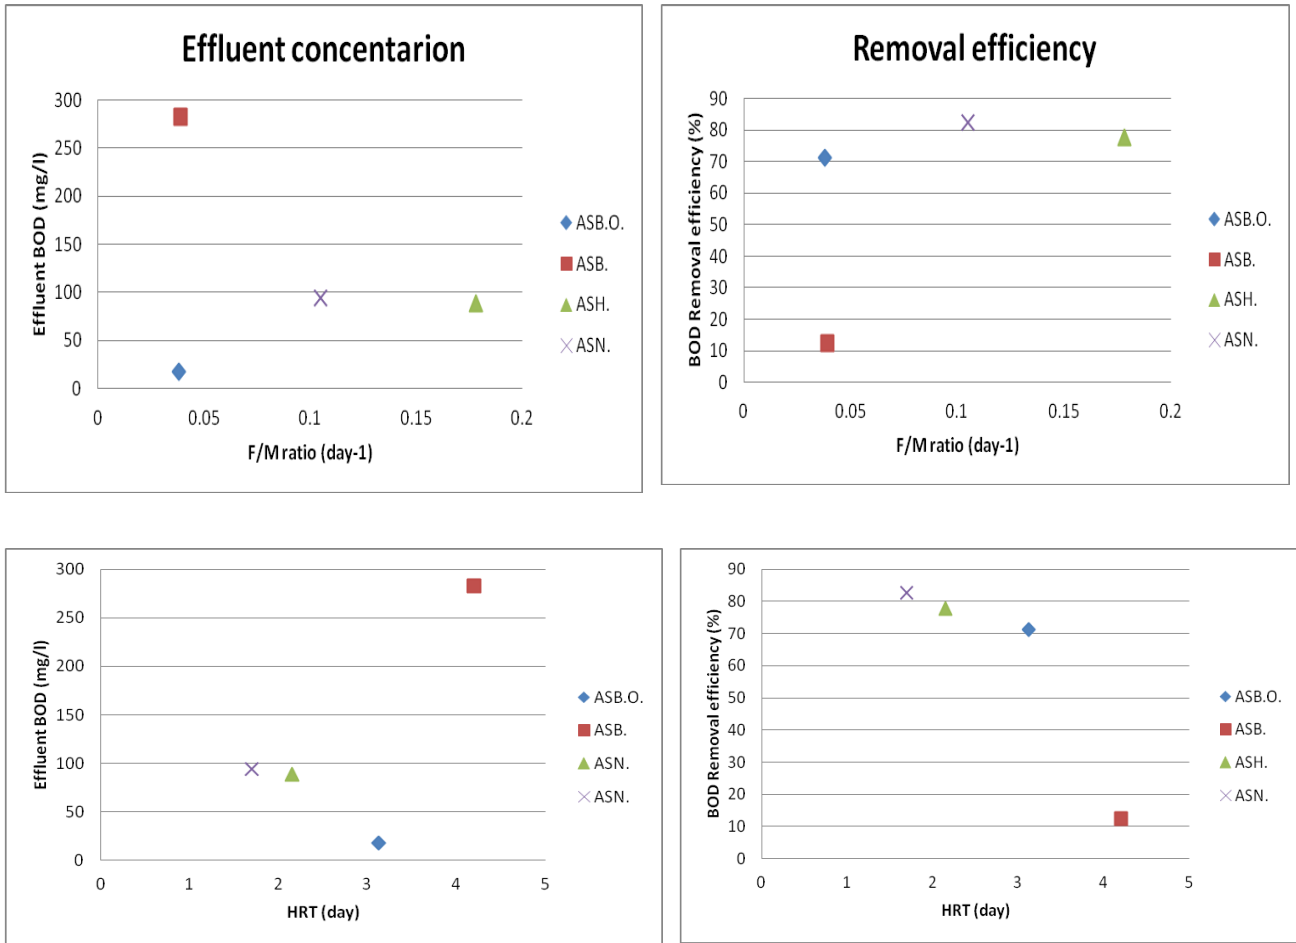 Effluent concentarion
Effluent BOD (mg/l)
300
250
200
150
100
50
0
0 0.05 0.1 0.15 0.2
F/M ratio (day-1)
ASB.O.
ASB.
ASH.
ASN.
Removal efficiency
BOD Removal efficiency (%)
90
80
70
60
50
40
30
20
10
0
0 0.05 0.1 0.15 0.2
F/M ratio (day-1)
ASB.O.
ASB.
ASH.
ASN.
Effluent BOD (mg/l)
300
250
200
150
100
50
0
0 1 2 3 4 5
HRT (day)
ASB.O.
ASB.
ASN.
ASN.
BOD Removal efficiency (%)
90
80
70
60
50
40
30
20
10
0
0 1 2 3 4 5
HRT (day)
ASB.O.
ASB.
ASH.
ASN.